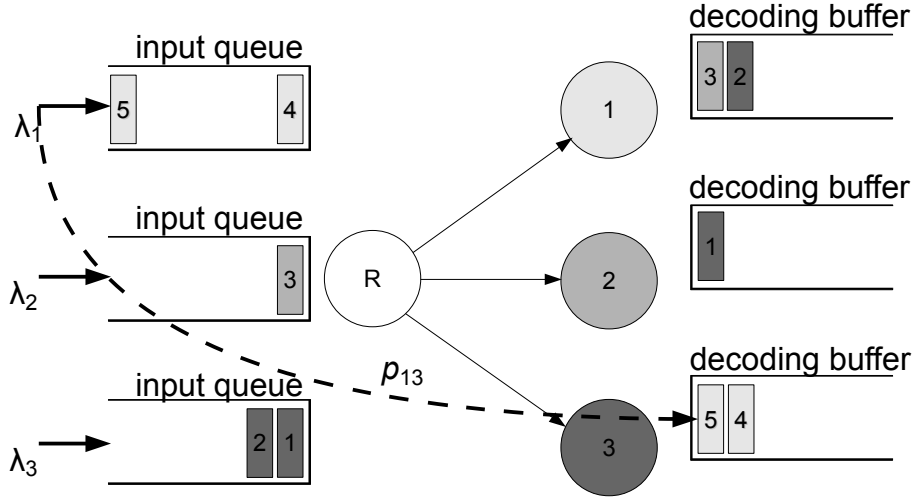 decoding buffer
input queue
3 2
1
5 4
λ1
decoding buffer
input queue
1
3
R
2
λ2
decoding buffer
p13
input queue
5 4
2 1
3
λ3